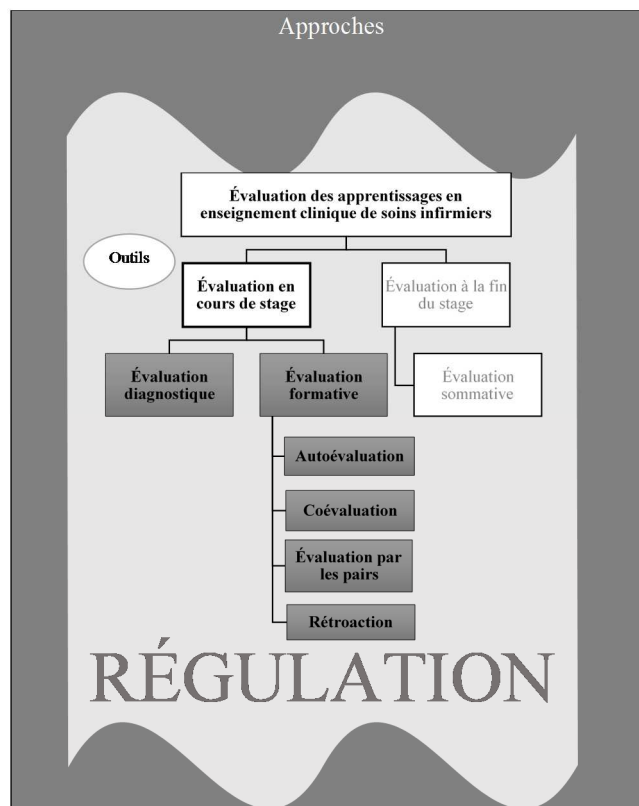 Approches
Évaluation des apprentissages en
enseignement clinique de soins infirmiers
Outils
Évaluation en
cours de stage
Évaluation à la fin
du stage
Évaluation
diagnostique
Évaluation
formative
Évaluation
sommative
Autoévaluation
Coévaluation
Évaluation par
les pairs
Rétroaction
RÉGULATION